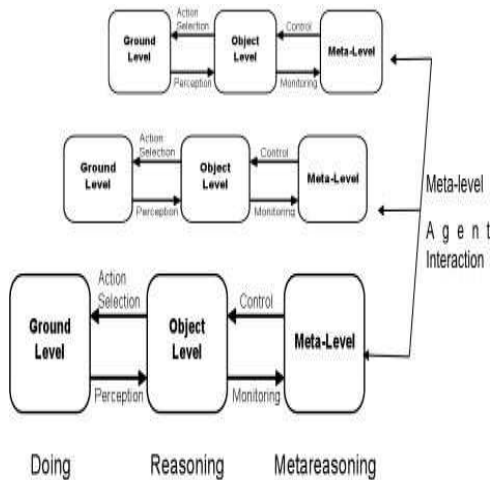 Action
Selection
Control
Ground
Level
Object
Level
Meta-Level
Perception
Monitoring
Action
Selection
Control
Ground
Level
Object
Level
Meta-Level
Perception
Monitoring
Meta-level
Agent
Interaction
Action
Selection
Control
Ground
Level
Object
Level
Meta-Level
Perception
Monitoring
Doing
Reasoning
Metareasoning